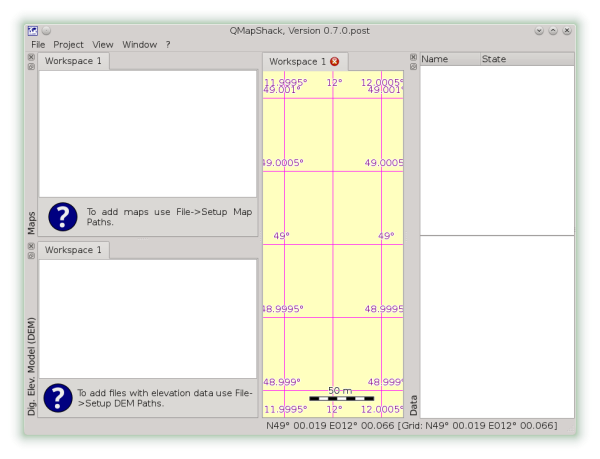 QMapShack, Version 0.7.0.post
File Project View Window ?
Workspace 1
Maps
To add maps use File->Setup Map
Paths.
Workspace 1
Dig. Elev. Model (DEM)
To add files with elevation data use File-
>Setup DEM Paths.
Workspace 1
11.9995° 12° 12.0005°
49.001° 49.001°
49.0005° 49.0005
49° 49°
48.9995° 48.9995
48.999° 48.999°
50 m
11.9995° 12° 12.0005°
Data
Name State
N49° 00.019 E012° 00.066 [Grid: N49° 00.019 E012° 00.066]